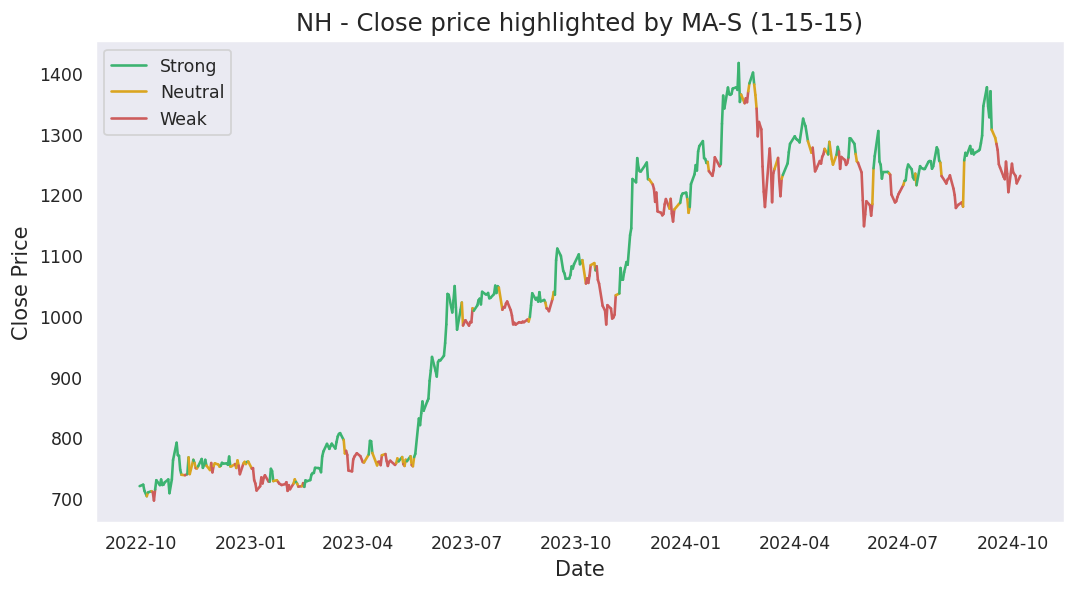 NH - Close price highlighted by MA-S (1-15-15)
Strong
Neutral
Weak
Close Price
1400
1300
1200
1100
1000
900
800
700
2022-10 2023-01 2023-04 2023-07 2023-10 2024-01 2024-04 2024-07 2024-10
Date